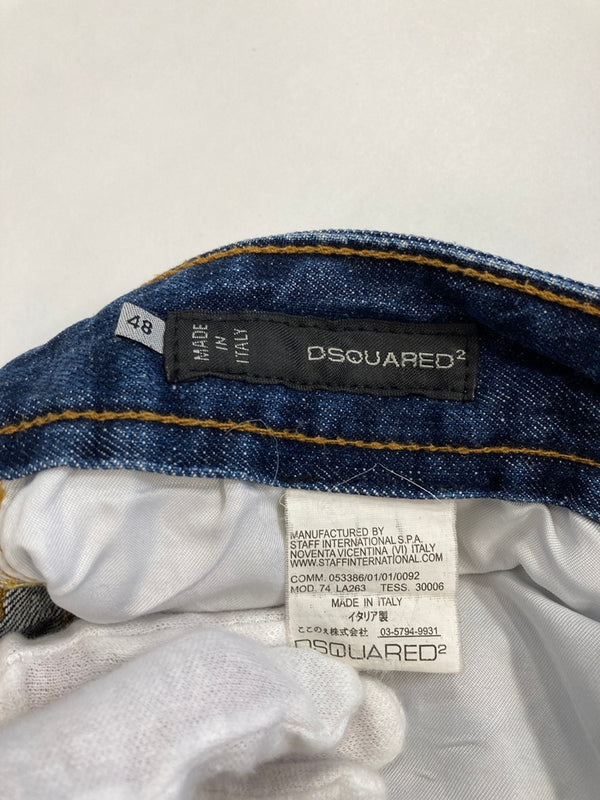 48
MADE
IN
ITALY
DSQUARED²
MANUFACTURED BY
STAFF INTERNATIONAL S.P.A.
NOVENTA VICENTINA (VI) ITALY
WWW.STAFFINTERNATIONAL.COM
COMM. 053386/01/01/0092
MOD. 74 LA263 TESS. 30006
MADE IN ITALY
イタリア製
ここのえ株式会社 03-5794-9931
DSQUARED²